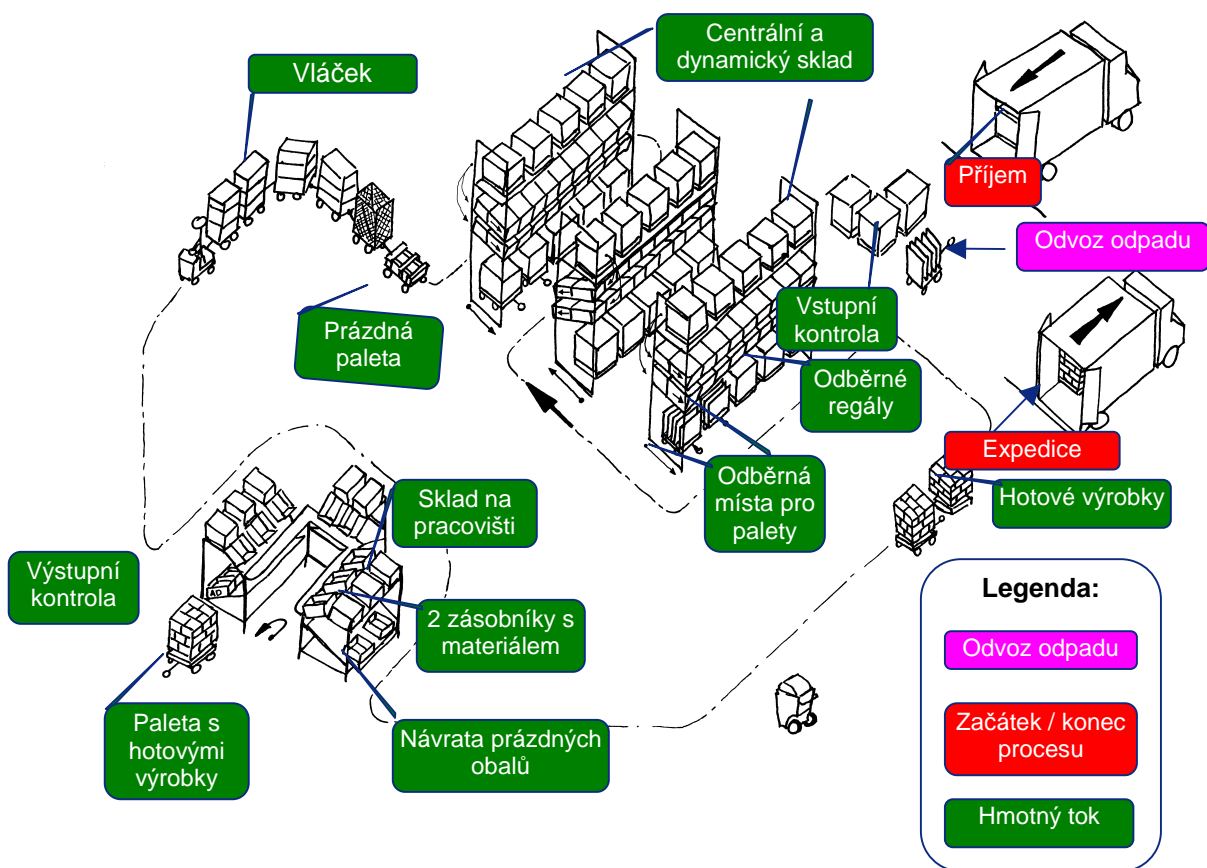 Centrální a
dynamický sklad
Vláček
Příjem
Odvoz odpadu
Vstupní
kontrola
Prázdná
paleta
Odběrné
regály
Expedice
Odběrná
místa pro
palety
Hotové výrobky
Sklad na
pracovišti
Výstupní
kontrola
AD
2 zásobníky s
materiálem
Paleta s
hotovými
výrobky
Návrata prázdných
obalů
Legenda:
Odvoz odpadu
Začátek / konec
procesu
Hmotný tok